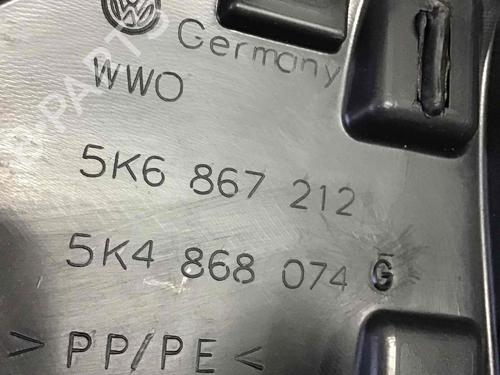 Germany
WWO
5K6 867 212
5K4 868 074 G
> PP/PE <